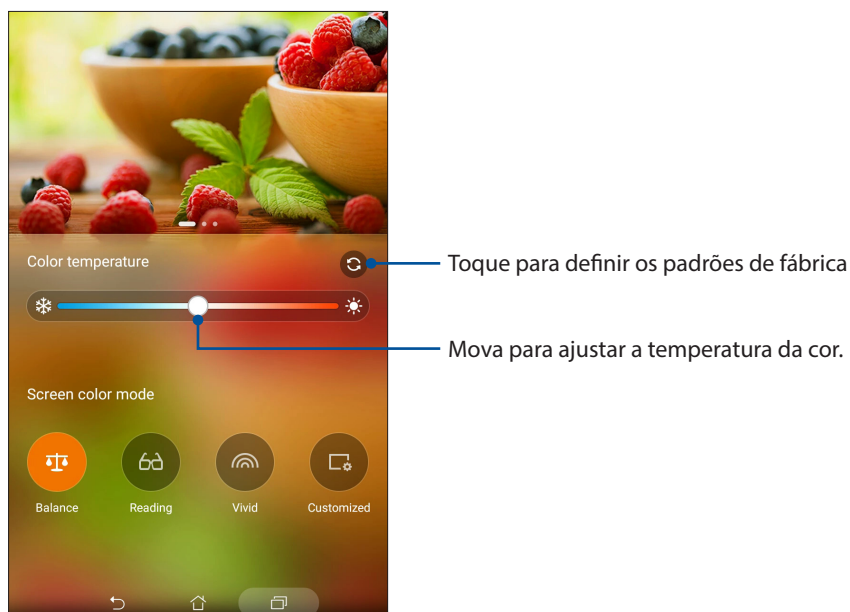 Color temperature
Toque para definir os padrões de fábrica
Mova para ajustar a temperatura da cor.
Screen color mode
Balance Reading Vivid Customized